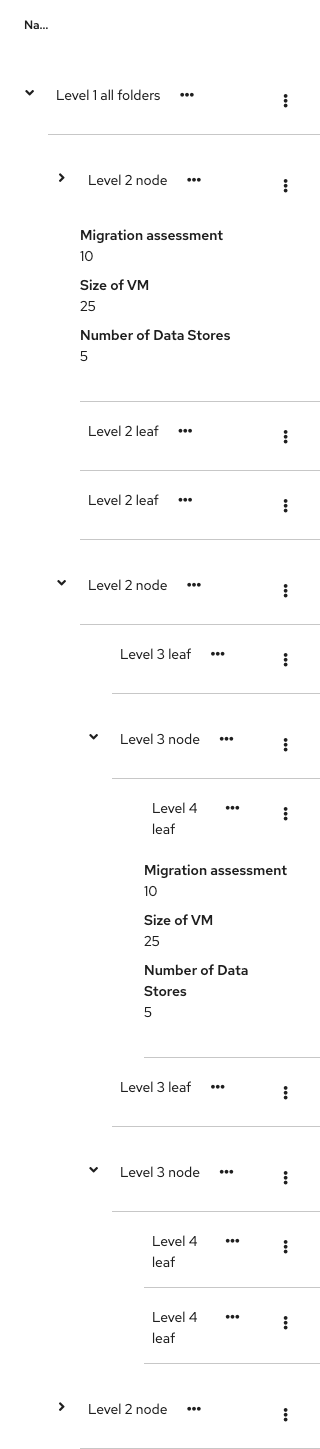 Na...
Level 1 all folders
Level 2 node
Migration assessment
10
Size of VM
25
Number of Data Stores
5
Level 2 leaf
Level 2 leaf
Level 2 node
Level 3 leaf
Level 3 node
Level 4
leaf
Migration assessment
10
Size of VM
25
Number of Data
Stores
5
Level 3 leaf
Level 3 node
Level 4
leaf
Level 4
leaf
Level 2 node